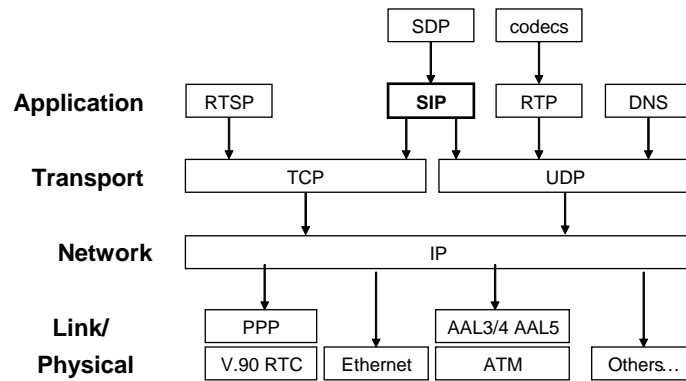 SDP codecs
Application RTSP SIP RTP DNS
Transport TCP UDP
Network IP
Link/ PPP AAL3/4 AAL5
Physical V.90 RTC Ethernet ATM Others…